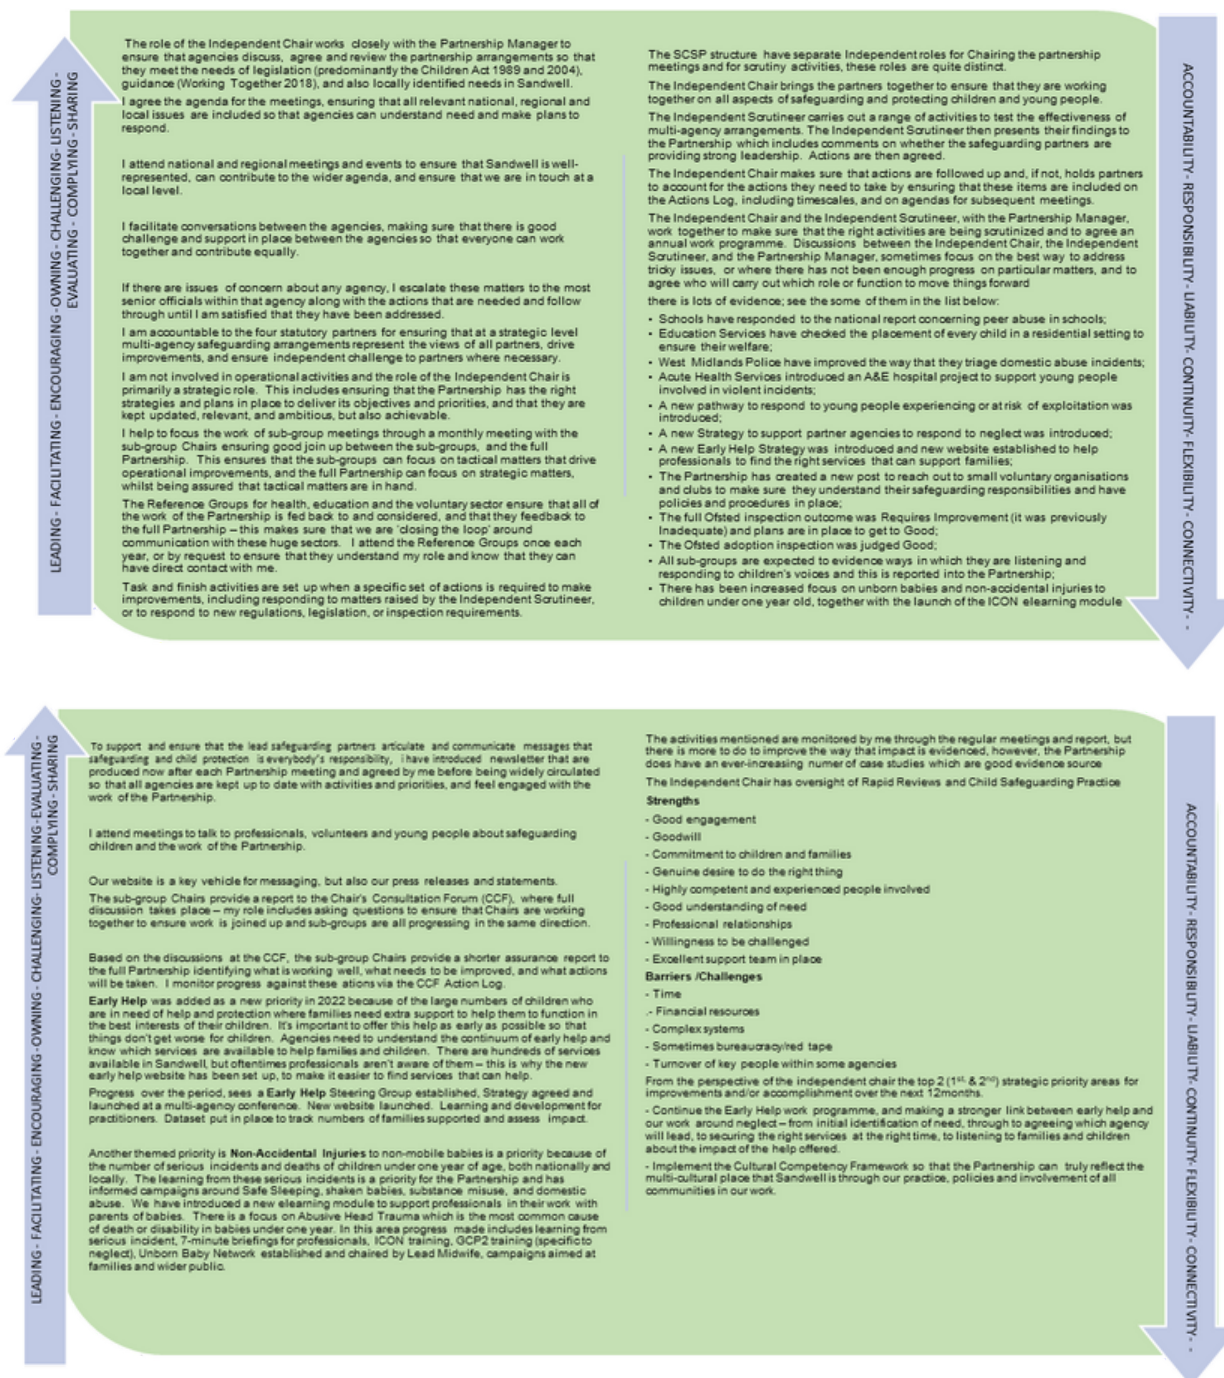 LEADING - FACILITATING - ENCOURAGING -OWNING - CHALLENGING- LISTENING -
EVALUATING - COMPLYING - SHARING
The role of the Independent Chair works closely with the Partnership Manager to
ensure that agencies discuss, agree and review the partnership arrangements so that
they meet the needs of legislation (predominantly the Children Act 1989 and 2004),
guidance (Working Together 2018), and also locally identified needs in Sandwell.
I agree the agenda for the meetings, ensuring that all relevant national, regional and
local issues are included so that agencies can understand need and make plans to
respond.
I attend national and regional meetings and events to ensure that Sandwell is well-
represented, can contribute to the wider agenda, and ensure that we are in touch at a
local level.
I facilitate conversations between the agencies, making sure that there is good
challenge and support in place between the agencies so that everyone can work
together and contribute equally.
If there are issues of concern about any agency, I escalate these matters to the most
senior officials within that agency along with the actions that are needed and follow
through until I am satisfied that they have been addressed.
I am accountable to the four statutory partners for ensuring that at a strategic level
multi-agency safeguarding arrangements represent the views of all partners, drive
improvements, and ensure independent challenge to partners where necessary.
I am not involved in operational activities and the role of the Independent Chair is
primarily a strategic role. This includes ensuring that the Partnership has the right
strategies and plans in place to deliver its objectives and priorities, and that they are
kept updated, relevant, and ambitious, but also achievable.
I help to focus the work of sub-group meetings through a monthly meeting with the
sub-group Chairs ensuring good join up between the sub-groups, and the full
Partnership. This ensures that the sub-groups can focus on tactical matters that drive
operational improvements, and the full Partnership can focus on strategic matters,
whilst being assured that tactical matters are in hand.
The Reference Groups for health, education and the voluntary sector ensure that all of
the work of the Partnership is fed back to and considered, and that they feedback to
the full Partnership – this makes sure that we are 'closing the loop' around
communication with these huge sectors. I attend the Reference Groups once each
year, or by request to ensure that they understand my role and know that they can
have direct contact with me.
Task and finish activities are set up when a specific set of actions is required to make
improvements, including responding to matters raised by the Independent Scrutineer,
or to respond to new regulations, legislation, or inspection requirements.
The SCSP structure have separate Independent roles for Chairing the partnership
meetings and for scrutiny activities, these roles are quite distinct.
The Independent Chair brings the partners together to ensure that they are working
together on all aspects of safeguarding and protecting children and young people.
The Independent Scrutineer carries out a range of activities to test the effectiveness of
multi-agency arrangements. The Independent Scrutineer then presents their findings to
the Partnership which includes comments on whether the safeguarding partners are
providing strong leadership. Actions are then agreed.
The Independent Chair makes sure that actions are followed up and, if not, holds partners
to account for the actions they need to take by ensuring that these items are included on
the Actions Log, including timescales, and on agendas for subsequent meetings.
The Independent Chair and the Independent Scrutineer, with the Partnership Manager,
work together to make sure that the right activities are being scrutinized and to agree an
annual work programme. Discussions between the Independent Chair, the Independent
Scrutineer, and the Partnership Manager, sometimes focus on the best way to address
tricky issues, or where there has not been enough progress on particular matters, and to
agree who will carry out which role or function to move things forward
there is lots of evidence; see the some of them in the list below:
• Schools have responded to the national report concerning peer abuse in schools;
• Education Services have checked the placement of every child in a residential setting to
ensure their welfare;
• West Midlands Police have improved the way that they triage domestic abuse incidents;
• Acute Health Services introduced an A&E hospital project to support young people
involved in violent incidents;
• A new pathway to respond to young people experiencing or at risk of exploitation was
introduced;
• A new Strategy to support partner agencies to respond to neglect was introduced;
• A new Early Help Strategy was introduced and new website established to help
professionals to find the right services that can support families;
• The Partnership has created a new post to reach out to small voluntary organisations
and clubs to make sure they understand their safeguarding responsibilities and have
policies and procedures in place;
• The full Ofsted inspection outcome was Requires Improvement (it was previously
Inadequate) and plans are in place to get to Good;
• The Ofsted adoption inspection was judged Good;
• All sub-groups are expected to evidence ways in which they are listening and
responding to children's voices and this is reported into the Partnership;
• There has been increased focus on unborn babies and non-accidental injuries to
children under one year old, together with the launch of the ICON elearning module
ACCOUNTABILITY- RESPONSIBILITY- LIABILITY- CONTINUITY- FLEXIBILITY- CONNECTIVITY- -
LEADING - FACILITATING - ENCOURAGING -OWNING - CHALLENGING- LISTENING -EVALUATING -
COMPLYING - SHARING
To support and ensure that the lead safeguarding partners articulate and communicate messages that
safeguarding and child protection is everybody's responsibility, i have introduced newsletter that are
produced now after each Partnership meeting and agreed by me before being widely circulated
so that all agencies are kept up to date with activities and priorities, and feel engaged with the
work of the Partnership.
I attend meetings to talk to professionals, volunteers and young people about safeguarding
children and the work of the Partnership.
Our website is a key vehicle for messaging, but also our press releases and statements.
The sub-group Chairs provide a report to the Chair's Consultation Forum (CCF), where full
discussion takes place – my role includes asking questions to ensure that Chairs are working
together to ensure work is joined up and sub-groups are all progressing in the same direction.
Based on the discussions at the CCF, the sub-group Chairs provide a shorter assurance report to
the full Partnership identifying what is working well, what needs to be improved, and what actions
will be taken. I monitor progress against these ations via the CCF Action Log.
Early Help was added as a new priority in 2022 because of the large numbers of children who
are in need of help and protection where families need extra support to help them to function in
the best interests of their children. It's important to offer this help as early as possible so that
things don't get worse for children. Agencies need to understand the continuum of early help and
know which services are available to help families and children. There are hundreds of services
available in Sandwell, but oftentimes professionals aren't aware of them – this is why the new
early help website has been set up, to make it easier to find services that can help.
Progress over the period, sees a Early Help Steering Group established, Strategy agreed and
launched at a multi-agency conference. New website launched. Learning and development for
practitioners. Dataset put in place to track numbers of families supported and assess impact.
Another themed priority is Non-Accidental Injuries to non-mobile babies is a priority because of
the number of serious incidents and deaths of children under one year of age, both nationally and
locally. The learning from these serious incidents is a priority for the Partnership and has
informed campaigns around Safe Sleeping, shaken babies, substance misuse, and domestic
abuse. We have introduced a new elearning module to support professionals in their work with
parents of babies. There is a focus on Abusive Head Trauma which is the most common cause
of death or disability in babies under one year. In this area progress made includes learning from
serious incident, 7-minute briefings for professionals, ICON training, GCP2 training (specific to
neglect), Unborn Baby Network established and chaired by Lead Midwife, campaigns aimed at
families and wider public.
The activities mentioned are monitored by me through the regular meetings and report, but
there is more to do to improve the way that impact is evidenced, however, the Partnership
does have an ever-increasing numer of case studies which are good evidence source
The Independent Chair has oversight of Rapid Reviews and Child Safeguarding Practice
Strengths
- Good engagement
- Goodwill
- Commitment to children and families
- Genuine desire to do the right thing
- Highly competent and experienced people involved
- Good understanding of need
- Professional relationships
- Willingness to be challenged
- Excellent support team in place
Barriers /Challenges
- Time
.- Financial resources
- Complex systems
- Sometimes bureaucracy/red tape
- Turnover of key people within some agencies
From the perspective of the independent chair the top 2 (1st. & 2nd) strategic priority areas for
improvements and/or accomplishment over the next 12months.
- Continue the Early Help work programme, and making a stronger link between early help and
our work around neglect – from initial identification of need, through to agreeing which agency
will lead, to securing the right services at the right time, to listening to families and children
about the impact of the help offered.
- Implement the Cultural Competency Framework so that the Partnership can truly reflect the
multi-cultural place that Sandwell is through our practice, policies and involvement of all
communities in our work.
ACCOUNTABILITY- RESPONSIBILITY- LIABILITY- CONTINUITY- FLEXIBILITY- CONNECTIVITY- -